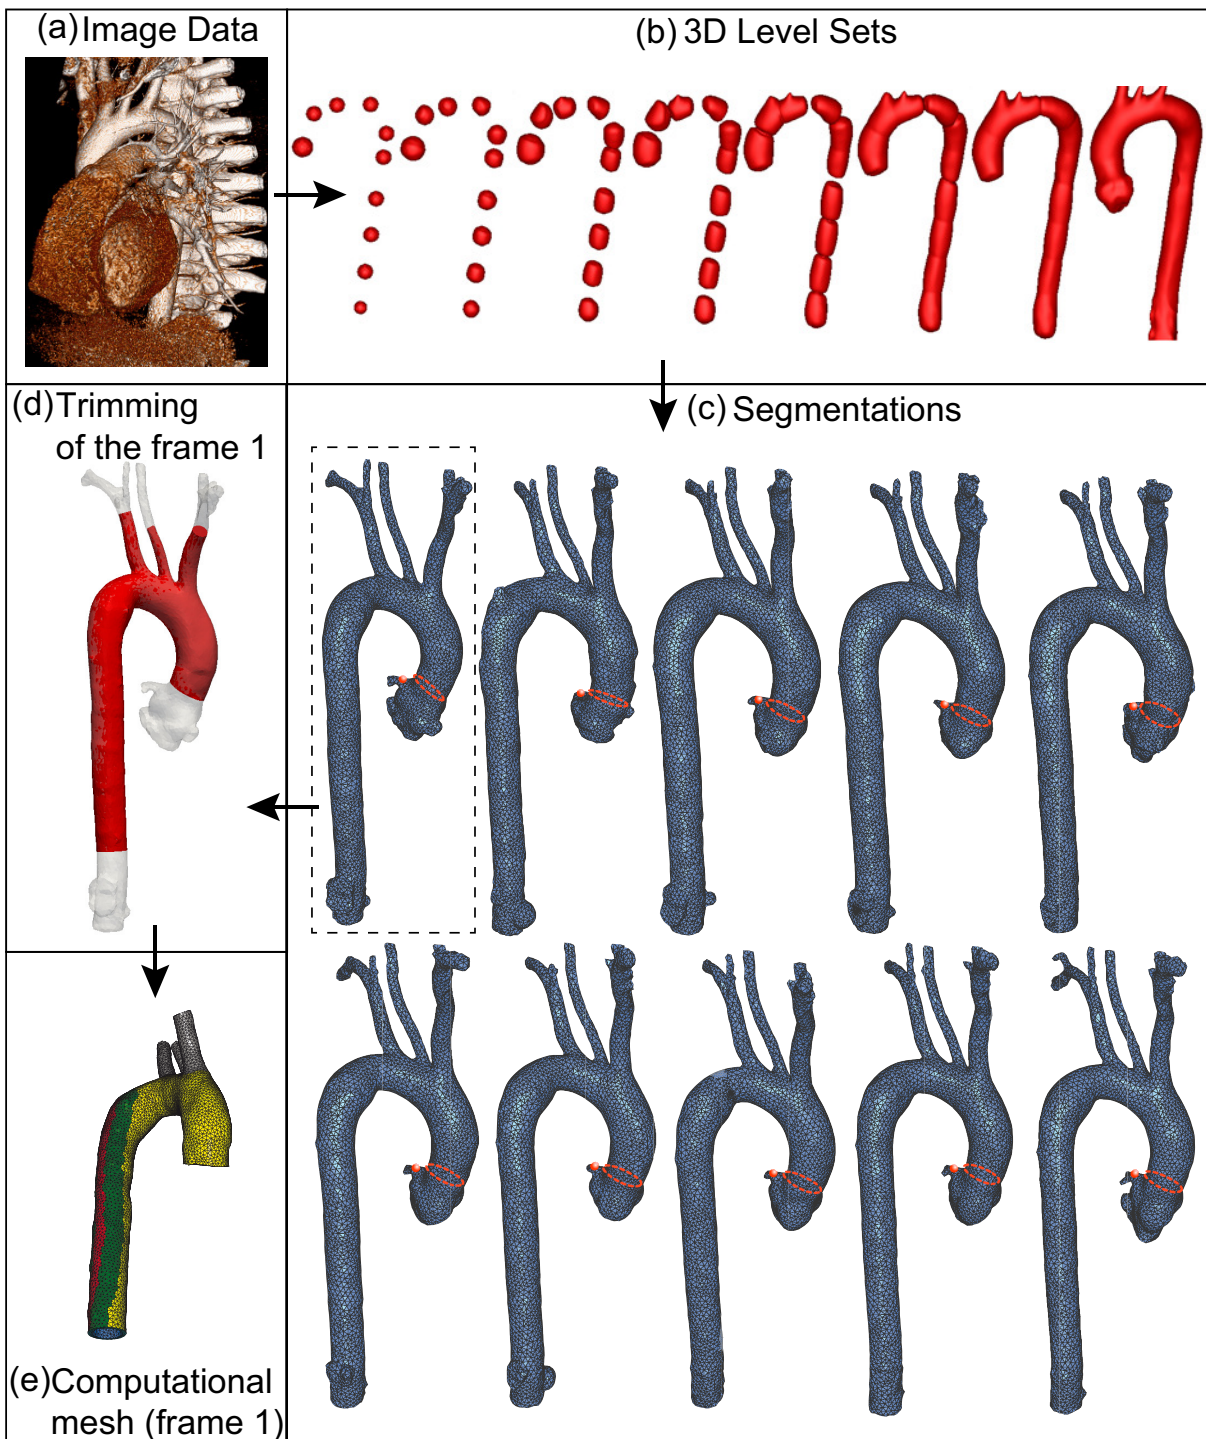 (a) Image Data
(b) 3D Level Sets
(c) Segmentations
(d) Trimming
of the frame 1
(e) Computational
mesh (frame 1)